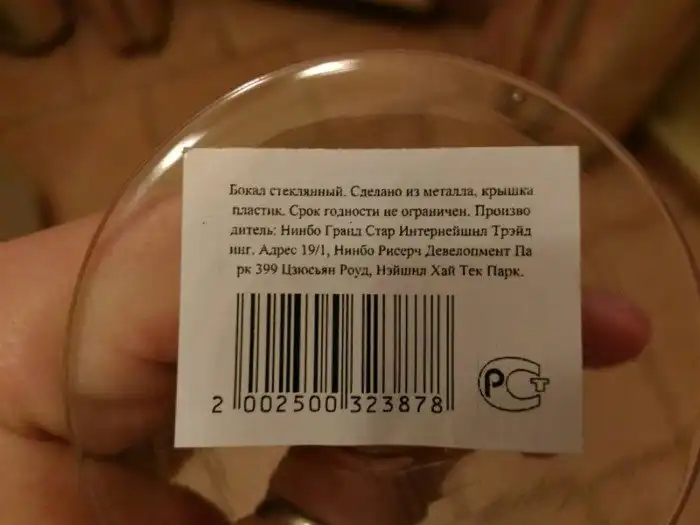 Бокал стеклянный. Сделано из металла, крышка
пластик. Срок годности не ограничен. Произво
дитель: Нинбо Гранд Стар Интернейшнл Трэйд
инг. Адрес 19/1, Нинбо Рисерч Девелопмент Па
рк 399 Цзюсьян Роуд, Нэйшнл Хай Тек Парк.
2 002500 323878
РСТ